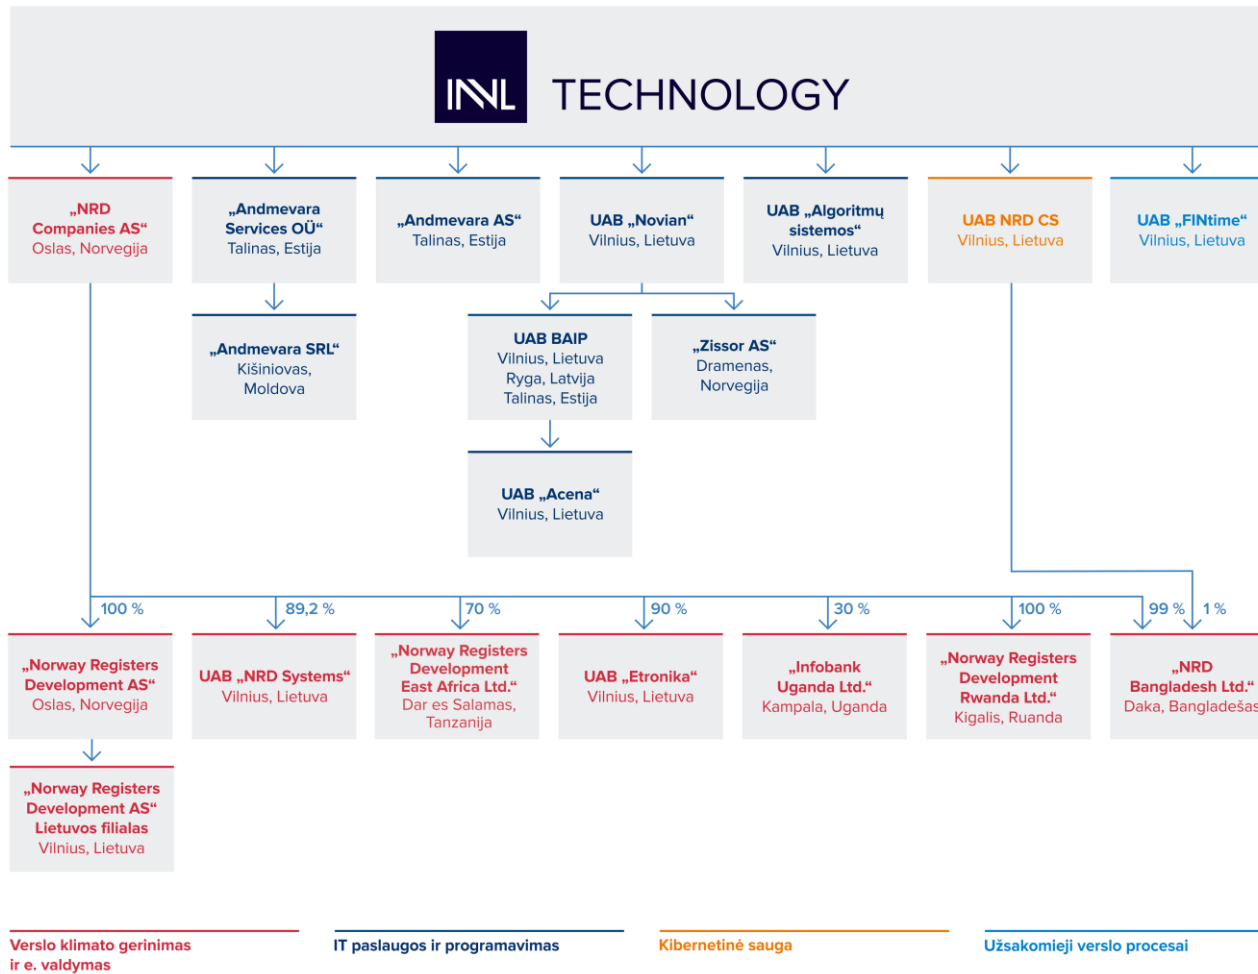 INVL TECHNOLOGY
„NRD
Companies AS“
Oslas, Norvegija
„Andmevara
Services OÜ“
Talinas, Estija
„Andmevara AS“
Talinas, Estija
UAB „Novian“
Vilnius, Lietuva
UAB „Algoritmų
sistemos“
Vilnius, Lietuva
UAB NRD CS
Vilnius, Lietuva
UAB „FINtime“
Vilnius, Lietuva
„Andmevara SRL“
Kišiniovas,
Moldova
UAB BAIP
Vilnius, Lietuva
Ryga, Latvija
Talinas, Estija
„Zissor AS“
Dramenas,
Norvegija
UAB „Acena“
Vilnius, Lietuva
100 %
89,2 %
70 %
90 %
30 %
100 %
99 %
1 %
„Norway Registers
Development AS“
Oslas, Norvegija
UAB „NRD Systems“
Vilnius, Lietuva
„Norway Registers
Development
East Africa Ltd.“
Dar es Salamas,
Tanzanija
UAB „Etronika“
Vilnius, Lietuva
„Infobank
Uganda Ltd.“
Kampala, Uganda
„Norway Registers
Development
Rwanda Ltd.“
Kigalis, Ruanda
„NRD
Bangladesh Ltd.“
Daka, Bangladešas
„Norway Registers
Development AS“
Lietuvos filialas
Vilnius, Lietuva
Verslo klimato gerinimas
ir e. valdymas
IT paslaugos ir programavimas
Kibernetinė sauga
Užsakomieji verslo procesai